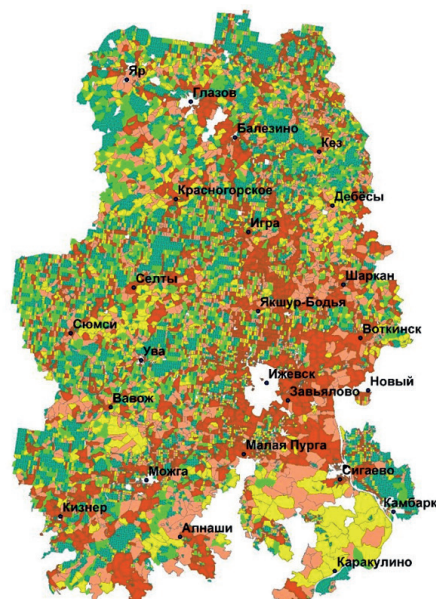 Яр
Глазов
Балезино
Кез
Красногорское
Дебёсы
Игра
Шаркан
Селты
Якшур-Бодья
Сюмси
Воткинск
Ува
Ижевск
Новый
Вавож
Завьялово
Малая Пурга
Можга
Сигаево
Кизнер
Камбарк
Алнаши
Каракулино